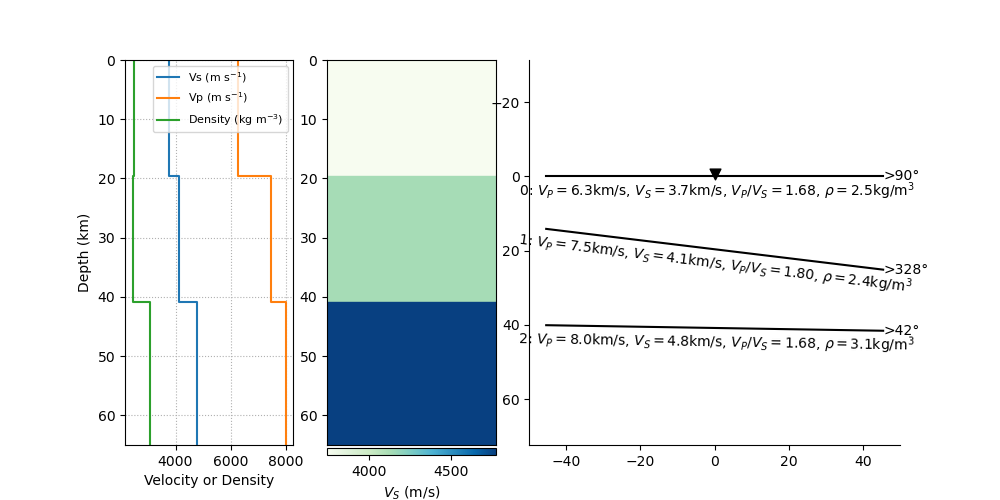 0
10
20
30
40
50
60
Depth (km)
4000 6000 8000
Velocity or Density
Vs (m s⁻¹)
Vp (m s⁻¹)
Density (kg m⁻³)
0
10
20
30
40
50
60
4000 4500
V_S (m/s)
−20
0
20
40
60
−40 −20 0 20 40
>90°
0: V_P = 6.3km/s, V_S = 3.7km/s, V_P/V_S = 1.68, ρ = 2.5kg/m³
>328°
1: V_P = 7.5km/s, V_S = 4.1km/s, V_P/V_S = 1.80, ρ = 2.4kg/m³
>42°
2: V_P = 8.0km/s, V_S = 4.8km/s, V_P/V_S = 1.68, ρ = 3.1kg/m³